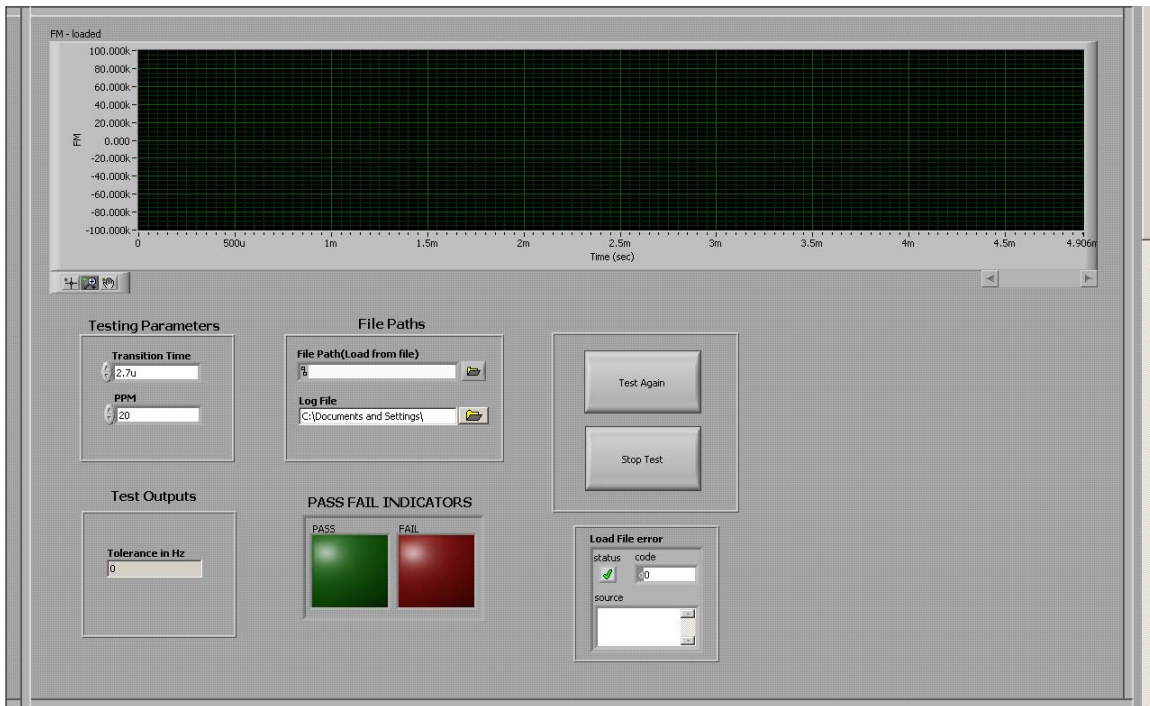 FM - loaded
100.000k
80.000k
60.000k
40.000k
20.000k
0.000
-20.000k
-40.000k
-60.000k
-80.000k
-100.000k
FM
0 500u 1m 1.5m 2m 2.5m 3m 3.5m 4m 4.5m 4.906m
Time (sec)
Testing Parameters
Transition Time
2.7u
PPM
20
File Paths
File Path(Load from file)
Log File
C:\Documents and Settings\
Test Again
Stop Test
Test Outputs
Tolerance in Hz
0
PASS FAIL INDICATORS
PASS FAIL
Load File error
status code
d0
source